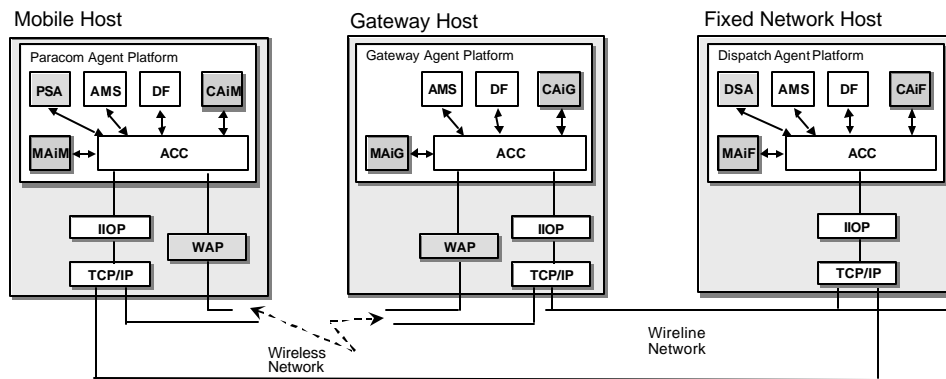 Mobile Host
Paracom Agent Platform
PSA
AMS
DF
CAiM
MAiM
ACC
IIOP
WAP
TCP/IP
Gateway Host
Gateway Agent Platform
AMS
DF
CAiG
MAiG
ACC
WAP
IIOP
TCP/IP
Fixed Network Host
Dispatch Agent Platform
DSA
AMS
DF
CAiF
MAiF
ACC
IIOP
TCP/IP
Wireless
Network
Wireline
Network